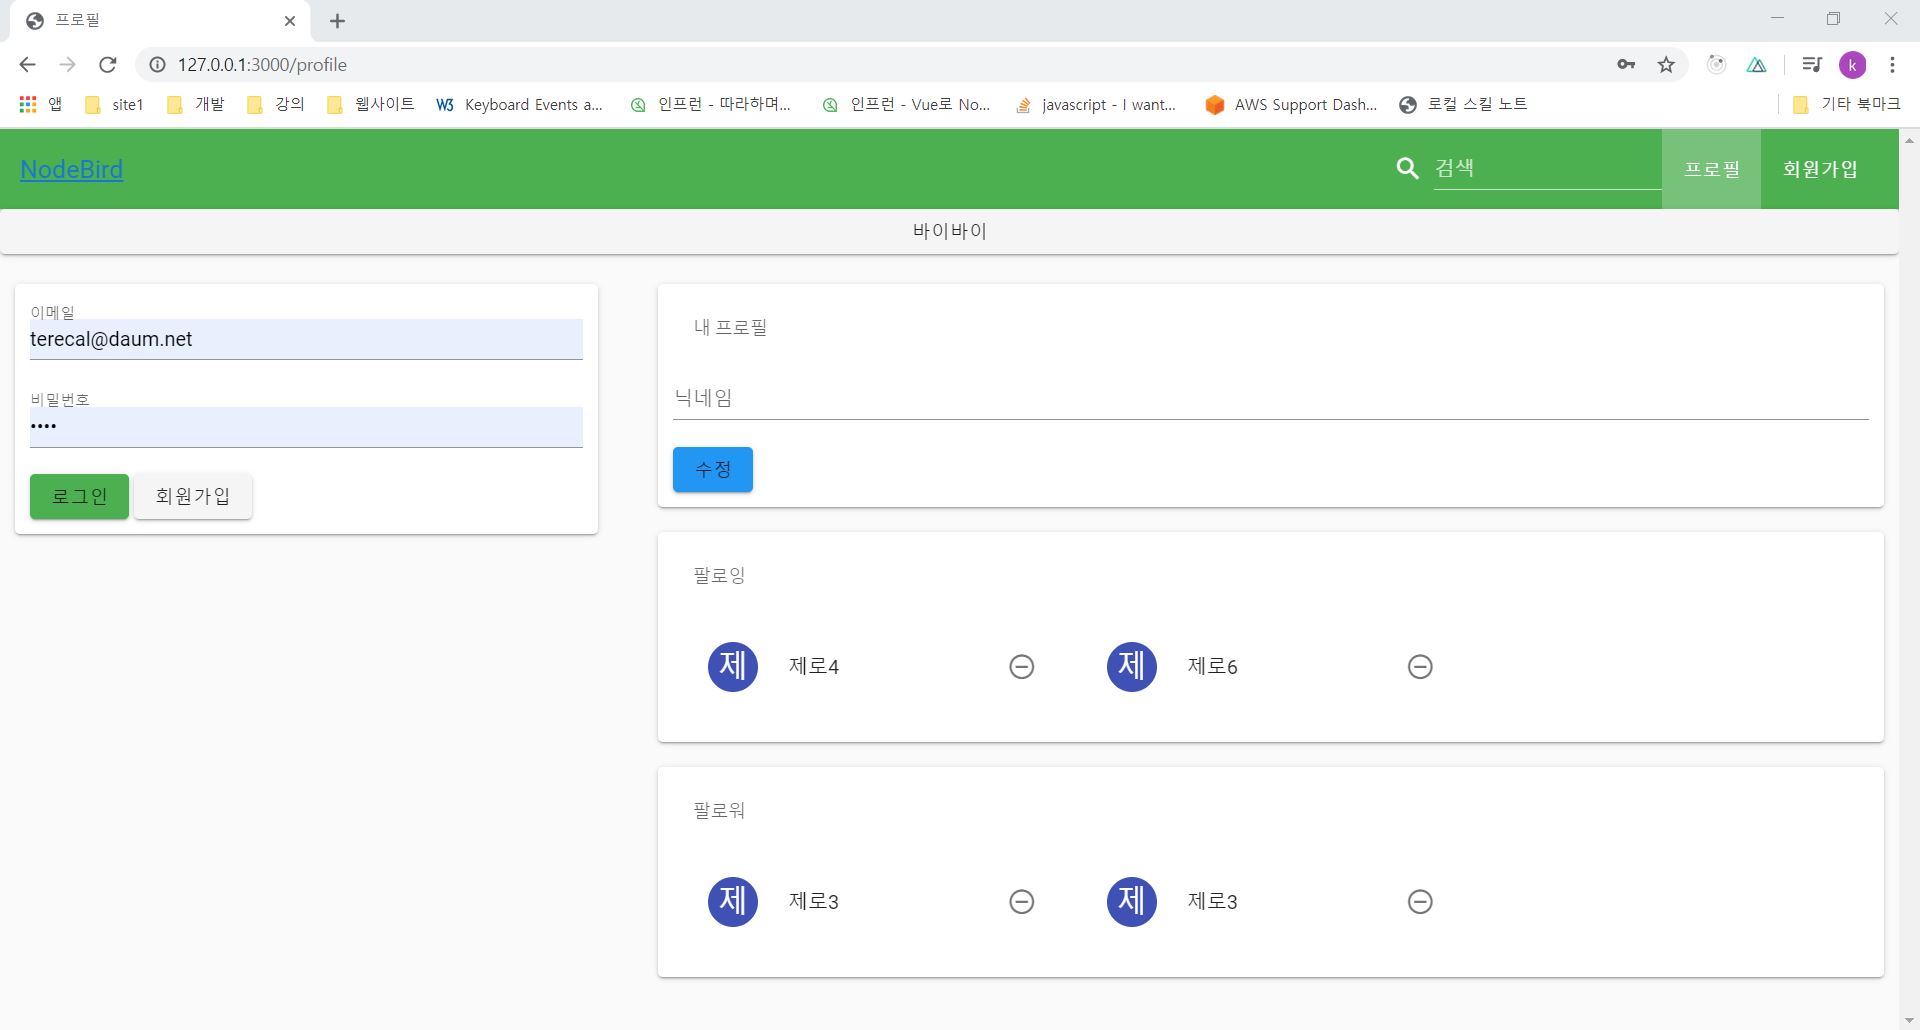 프로필
127.0.0.1:3000/profile
k
앱 site1 개발 강의 웹사이트 W3 Keyboard Events a... 인프런 - 따라하며... 인프런 - Vue로 No... javascript - I want... AWS Support Dash... 로컬 스킬 노트 기타 북마크
NodeBird 검색 프로필 회원가입
바이바이
이메일
terecal@daum.net
비밀번호
••••
로그인 회원가입
내 프로필
닉네임
수정
팔로잉
제 제로4 제 제로6
팔로워
제 제로3 제 제로3